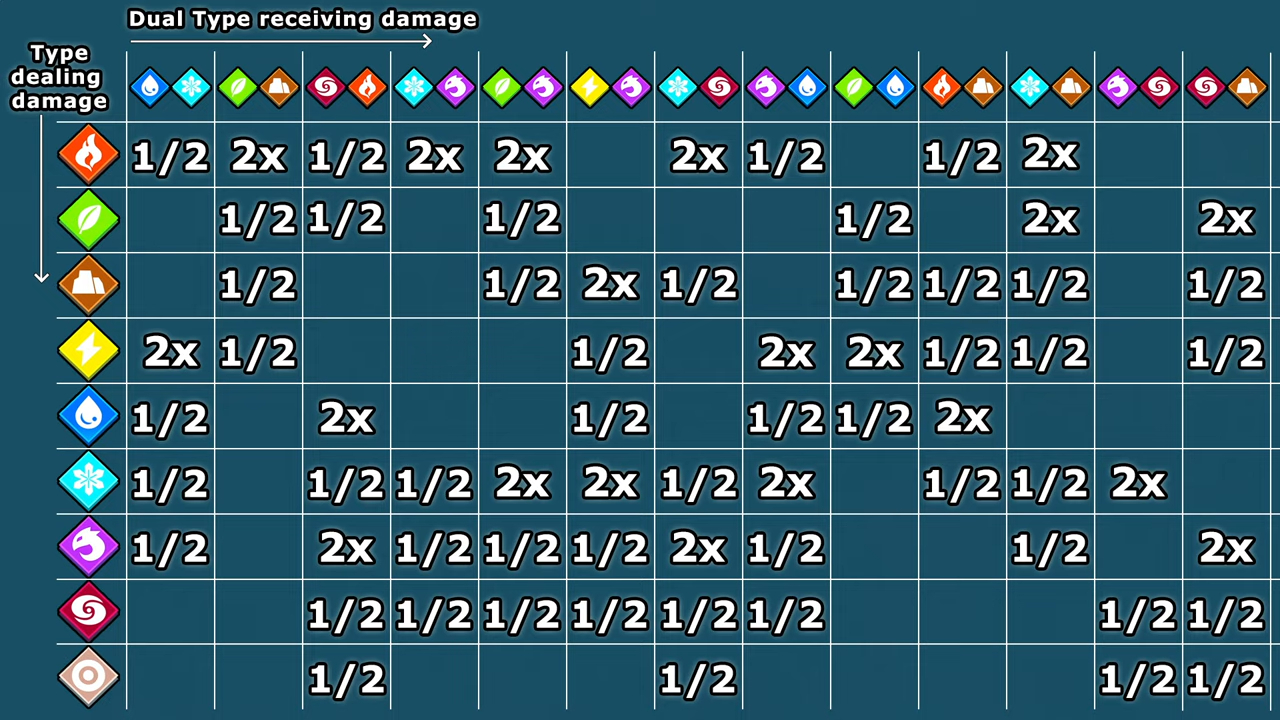 Dual Type receiving damage
Type
dealing
damage
1/2 2x 1/2 2x 2x 2x 1/2 1/2 2x
1/2 1/2 1/2 1/2 2x 2x
1/2 1/2 2x 1/2 1/2 1/2 1/2 1/2
2x 1/2 1/2 2x 2x 1/2 1/2 1/2
1/2 2x 1/2 1/2 1/2 2x
1/2 1/2 1/2 2x 2x 1/2 2x 1/2 1/2 2x
1/2 2x 1/2 1/2 1/2 2x 1/2 1/2 2x
1/2 1/2 1/2 1/2 1/2 1/2 1/2 1/2
1/2 1/2 1/2 1/2